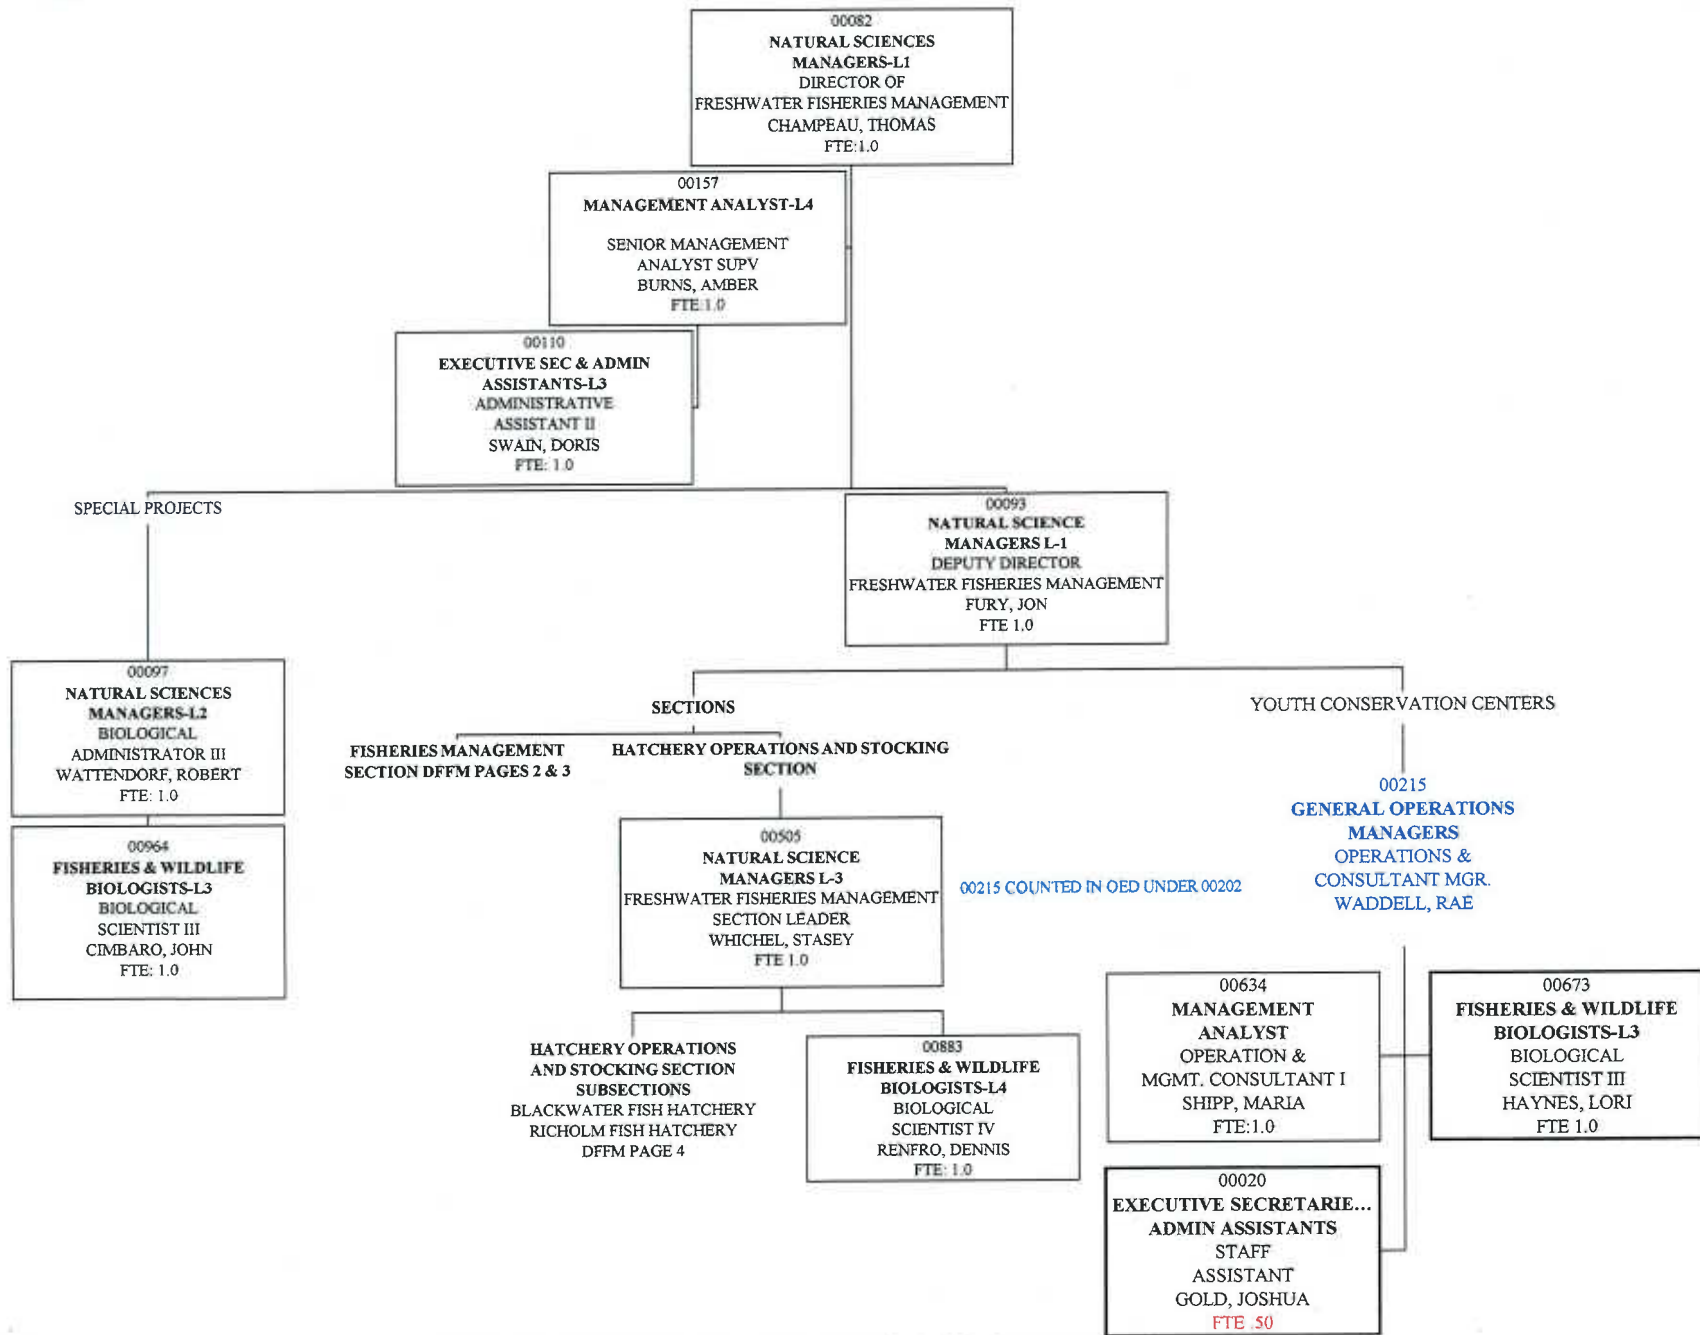 00082
NATURAL SCIENCES
MANAGERS-L1
DIRECTOR OF
FRESHWATER FISHERIES MANAGEMENT
CHAMPEAU, THOMAS
FTE:1.0
00157
MANAGEMENT ANALYST-L4
SENIOR MANAGEMENT
ANALYST SUPV
BURNS, AMBER
FTE:1.0
00110
EXECUTIVE SEC & ADMIN
ASSISTANTS-L3
ADMINISTRATIVE
ASSISTANT II
SWAIN, DORIS
FTE: 1.0
SPECIAL PROJECTS
00093
NATURAL SCIENCE
MANAGERS L-1
DEPUTY DIRECTOR
FRESHWATER FISHERIES MANAGEMENT
FURY, JON
FTE 1.0
00097
NATURAL SCIENCES
MANAGERS-L2
BIOLOGICAL
ADMINISTRATOR III
WATTENDORF, ROBERT
FTE: 1.0
00964
FISHERIES & WILDLIFE
BIOLOGISTS-L3
BIOLOGICAL
SCIENTIST III
CIMBARO, JOHN
FTE: 1.0
SECTIONS
FISHERIES MANAGEMENT
SECTION DFFM PAGES 2 & 3
HATCHERY OPERATIONS AND STOCKING
SECTION
00505
NATURAL SCIENCE
MANAGERS L-3
FRESHWATER FISHERIES MANAGEMENT
SECTION LEADER
WHICHEL, STASEY
FTE 1.0
HATCHERY OPERATIONS
AND STOCKING SECTION
SUBSECTIONS
BLACKWATER FISH HATCHERY
RICHOLM FISH HATCHERY
DFFM PAGE 4
00883
FISHERIES & WILDLIFE
BIOLOGISTS-L4
BIOLOGICAL
SCIENTIST IV
RENFRO, DENNIS
FTE: 1.0
YOUTH CONSERVATION CENTERS
00215
GENERAL OPERATIONS
MANAGERS
OPERATIONS &
CONSULTANT MGR.
WADDELL, RAE
00215 COUNTED IN OED UNDER 00202
00634
MANAGEMENT
ANALYST
OPERATION &
MGMT. CONSULTANT I
SHIPP, MARIA
FTE:1.0
00673
FISHERIES & WILDLIFE
BIOLOGISTS-L3
BIOLOGICAL
SCIENTIST III
HAYNES, LORI
FTE 1.0
00020
EXECUTIVE SECRETARIE...
ADMIN ASSISTANTS
STAFF
ASSISTANT
GOLD, JOSHUA
FTE .50